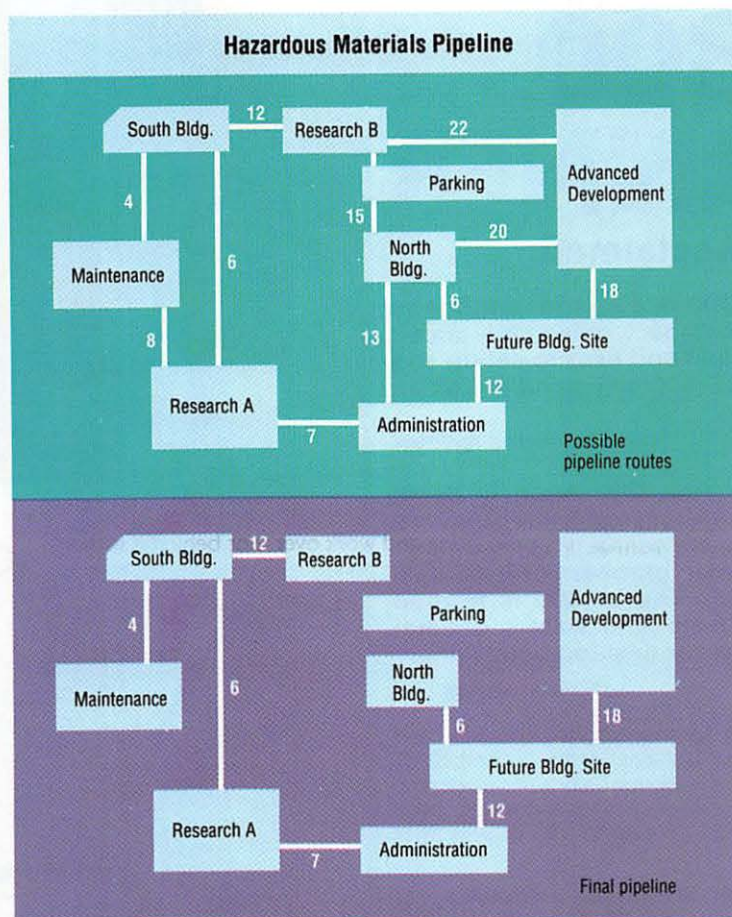 Hazardous Materials Pipeline
12
South Bldg.
Research B
22
Advanced
Development
Parking
4
15
20
6
North
Bldg.
Maintenance
6
18
8
13
Future Bldg. Site
12
Research A
Administration
7
Possible
pipeline routes
12
South Bldg.
Research B
Advanced
Development
Parking
4
North
Bldg.
6
Maintenance
6
18
Future Bldg. Site
12
Research A
Administration
7
Final pipeline